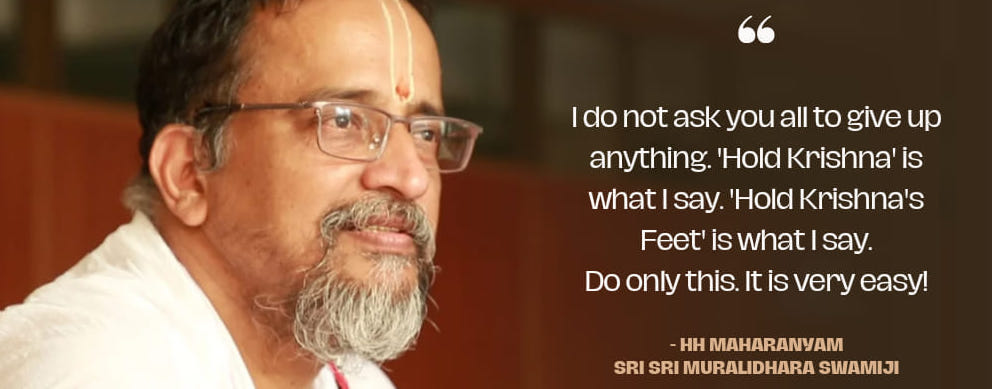 “
I do not ask you all to give up
anything. 'Hold Krishna' is
what I say. 'Hold Krishna's
Feet' is what I say.
Do only this. It is very easy!
- HH MAHARANYAM
SRI SRI MURALIDHARA SWAMIJI